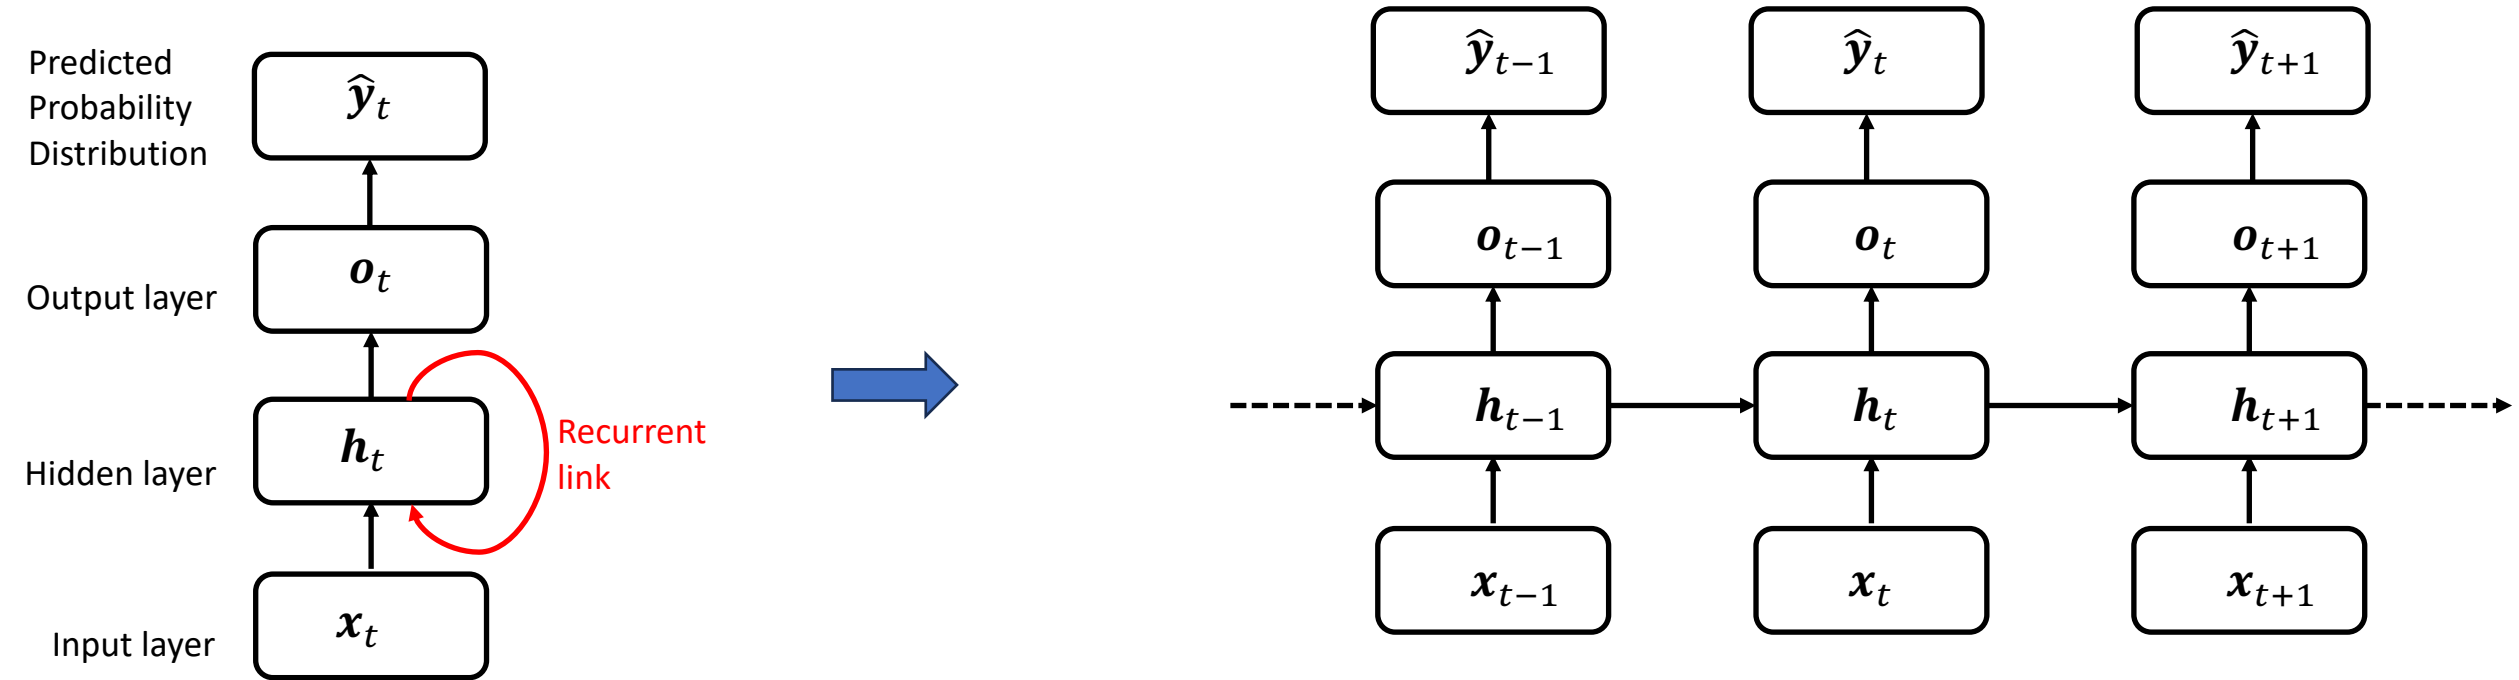 Predicted
Probability
Distribution
ŷₜ
Output layer
oₜ
Hidden layer
hₜ
Recurrent
link
Input layer
xₜ
ŷₜ₋₁ ŷₜ ŷₜ₊₁
oₜ₋₁ oₜ oₜ₊₁
hₜ₋₁ hₜ hₜ₊₁
xₜ₋₁ xₜ xₜ₊₁